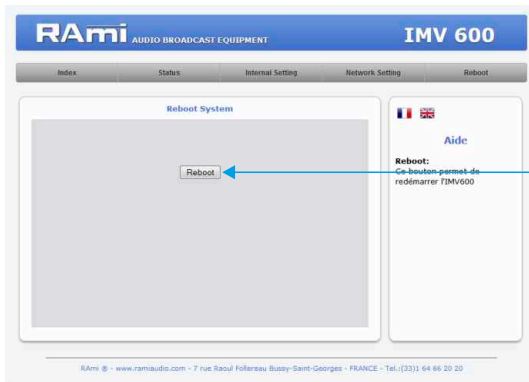 RAmi AUDIO BROADCAST EQUIPMENT
IMV 600
Index Status Internal Setting Network Setting Reboot
Reboot System
Reboot
Aide
Reboot:
Ce bouton permet de
redémarrer l'IMV600
RAmi ® - www.ramiaudio.com - 7 rue Raoul Follereau Bussy-Saint-Georges - FRANCE - Tel.:(33)1 64 66 20 20